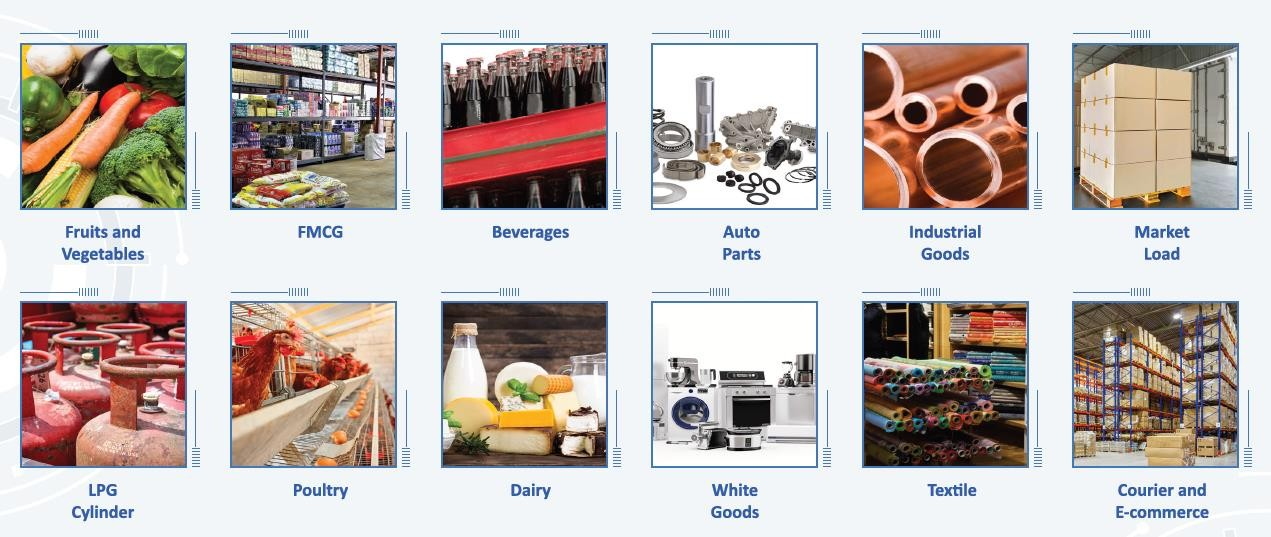 Fruits and
Vegetables
FMCG
Beverages
Auto
Parts
Industrial
Goods
Market
Load
LPG
Cylinder
Poultry
Dairy
White
Goods
Textile
Courier and
E-commerce